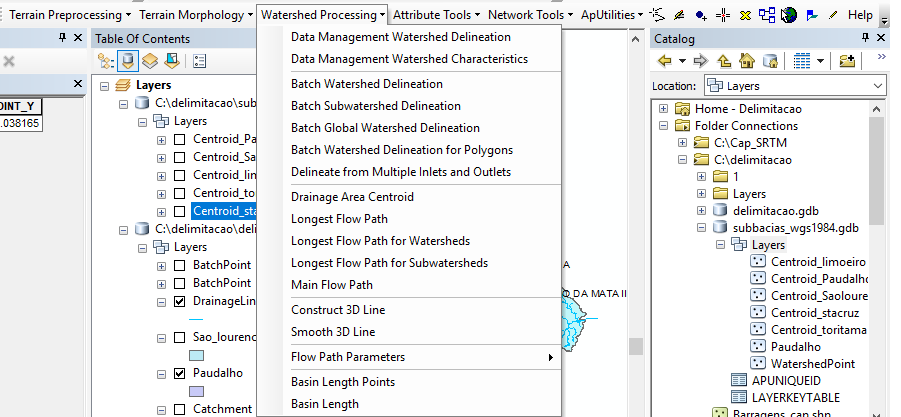 Terrain Preprocessing Terrain Morphology Watershed Processing Attribute Tools Network Tools ApUtilities Help
Table Of Contents
DINT_Y
.038165
Layers
C:\delimitacao\sub
Layers
Centroid_Pa
Centroid_Sa
Centroid_lin
Centroid_to
Centroid_sta
C:\delimitacao\deli
Layers
BatchPoint
BatchPoint
DrainageLin
Sao_lourenc
Paudalho
Catchment
Data Management Watershed Delineation
Data Management Watershed Characteristics
Batch Watershed Delineation
Batch Subwatershed Delineation
Batch Global Watershed Delineation
Batch Watershed Delineation for Polygons
Delineate from Multiple Inlets and Outlets
Drainage Area Centroid
Longest Flow Path
Longest Flow Path for Watersheds
Longest Flow Path for Subwatersheds
Main Flow Path
Construct 3D Line
Smooth 3D Line
Flow Path Parameters
Basin Length Points
Basin Length
A
O DA MATA II
Catalog
Location: Layers
Home - Delimitacao
Folder Connections
C:\Cap_SRTM
C:\delimitacao
1
Layers
delimitacao.gdb
subbacias_wgs1984.gdb
Layers
Centroid_limoeiro
Centroid_Paudalho
Centroid_Saoloure
Centroid_stacruz
Centroid_toritama
Paudalho
WatershedPoint
APUNIQUEID
LAYERKEYTABLE
Barragens_cap.shp